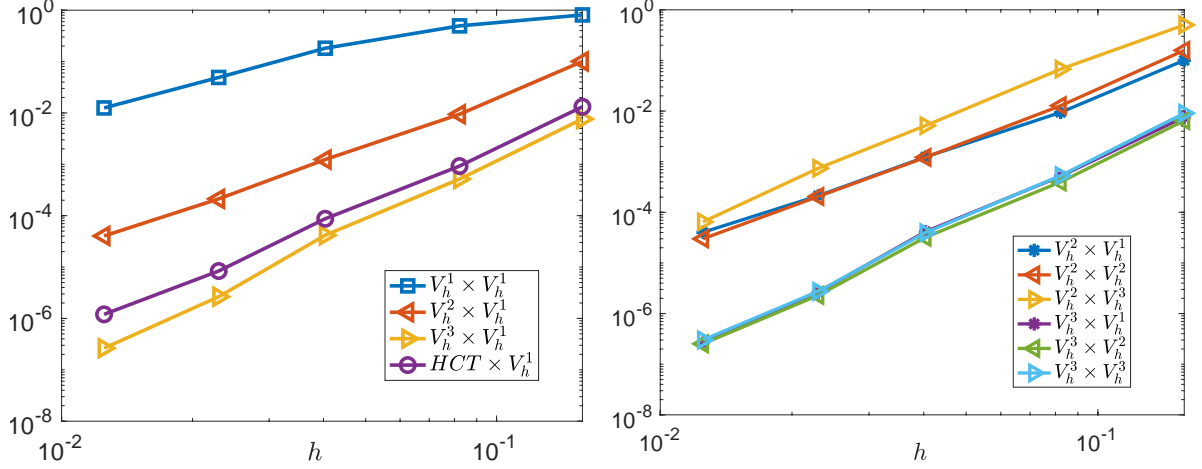 10^0
10^-2
10^-4
10^-6
10^-8
10^-2
h
10^-1
V_h^1 × V_h^1
V_h^2 × V_h^1
V_h^3 × V_h^1
HCT × V_h^1
10^0
10^-2
10^-4
10^-6
10^-8
10^-2
h
10^-1
V_h^2 × V_h^1
V_h^2 × V_h^2
V_h^2 × V_h^3
V_h^3 × V_h^1
V_h^3 × V_h^2
V_h^3 × V_h^3